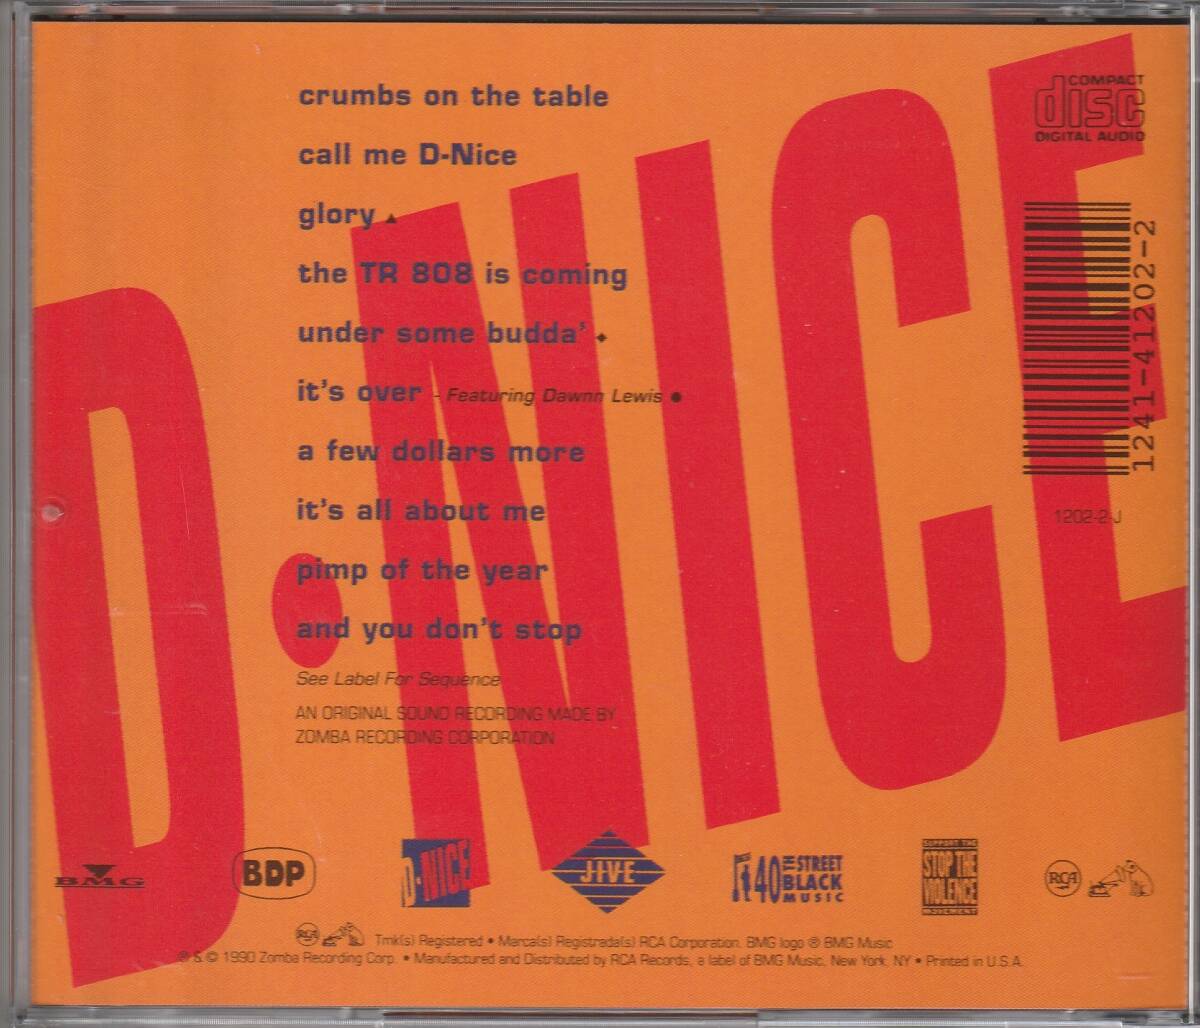 crumbs on the table
call me D-Nice
glory ▲
the TR 808 is coming
under some budda' ◆
it's over - Featuring Dawnn Lewis ●
a few dollars more
it's all about me
pimp of the year
and you don't stop
See Label For Sequence
AN ORIGINAL SOUND RECORDING MADE BY
ZOMBA RECORDING CORPORATION
D·NICE
COMPACT
disc
DIGITAL AUDIO
1241-41202-2
1202-2-J
BMG
BDP
D·NICE
JIVE
40TH STREET
BLACK
MUSIC
SUPPORT THE
STOP THE
VIOLENCE
MOVEMENT
RCA
RCA Tmk(s) Registered • Marca(s) Registrada(s) RCA Corporation. BMG logo ® BMG Music
℗ & © 1990 Zomba Recording Corp. • Manufactured and Distributed by RCA Records, a label of BMG Music, New York, NY • Printed in U.S.A.